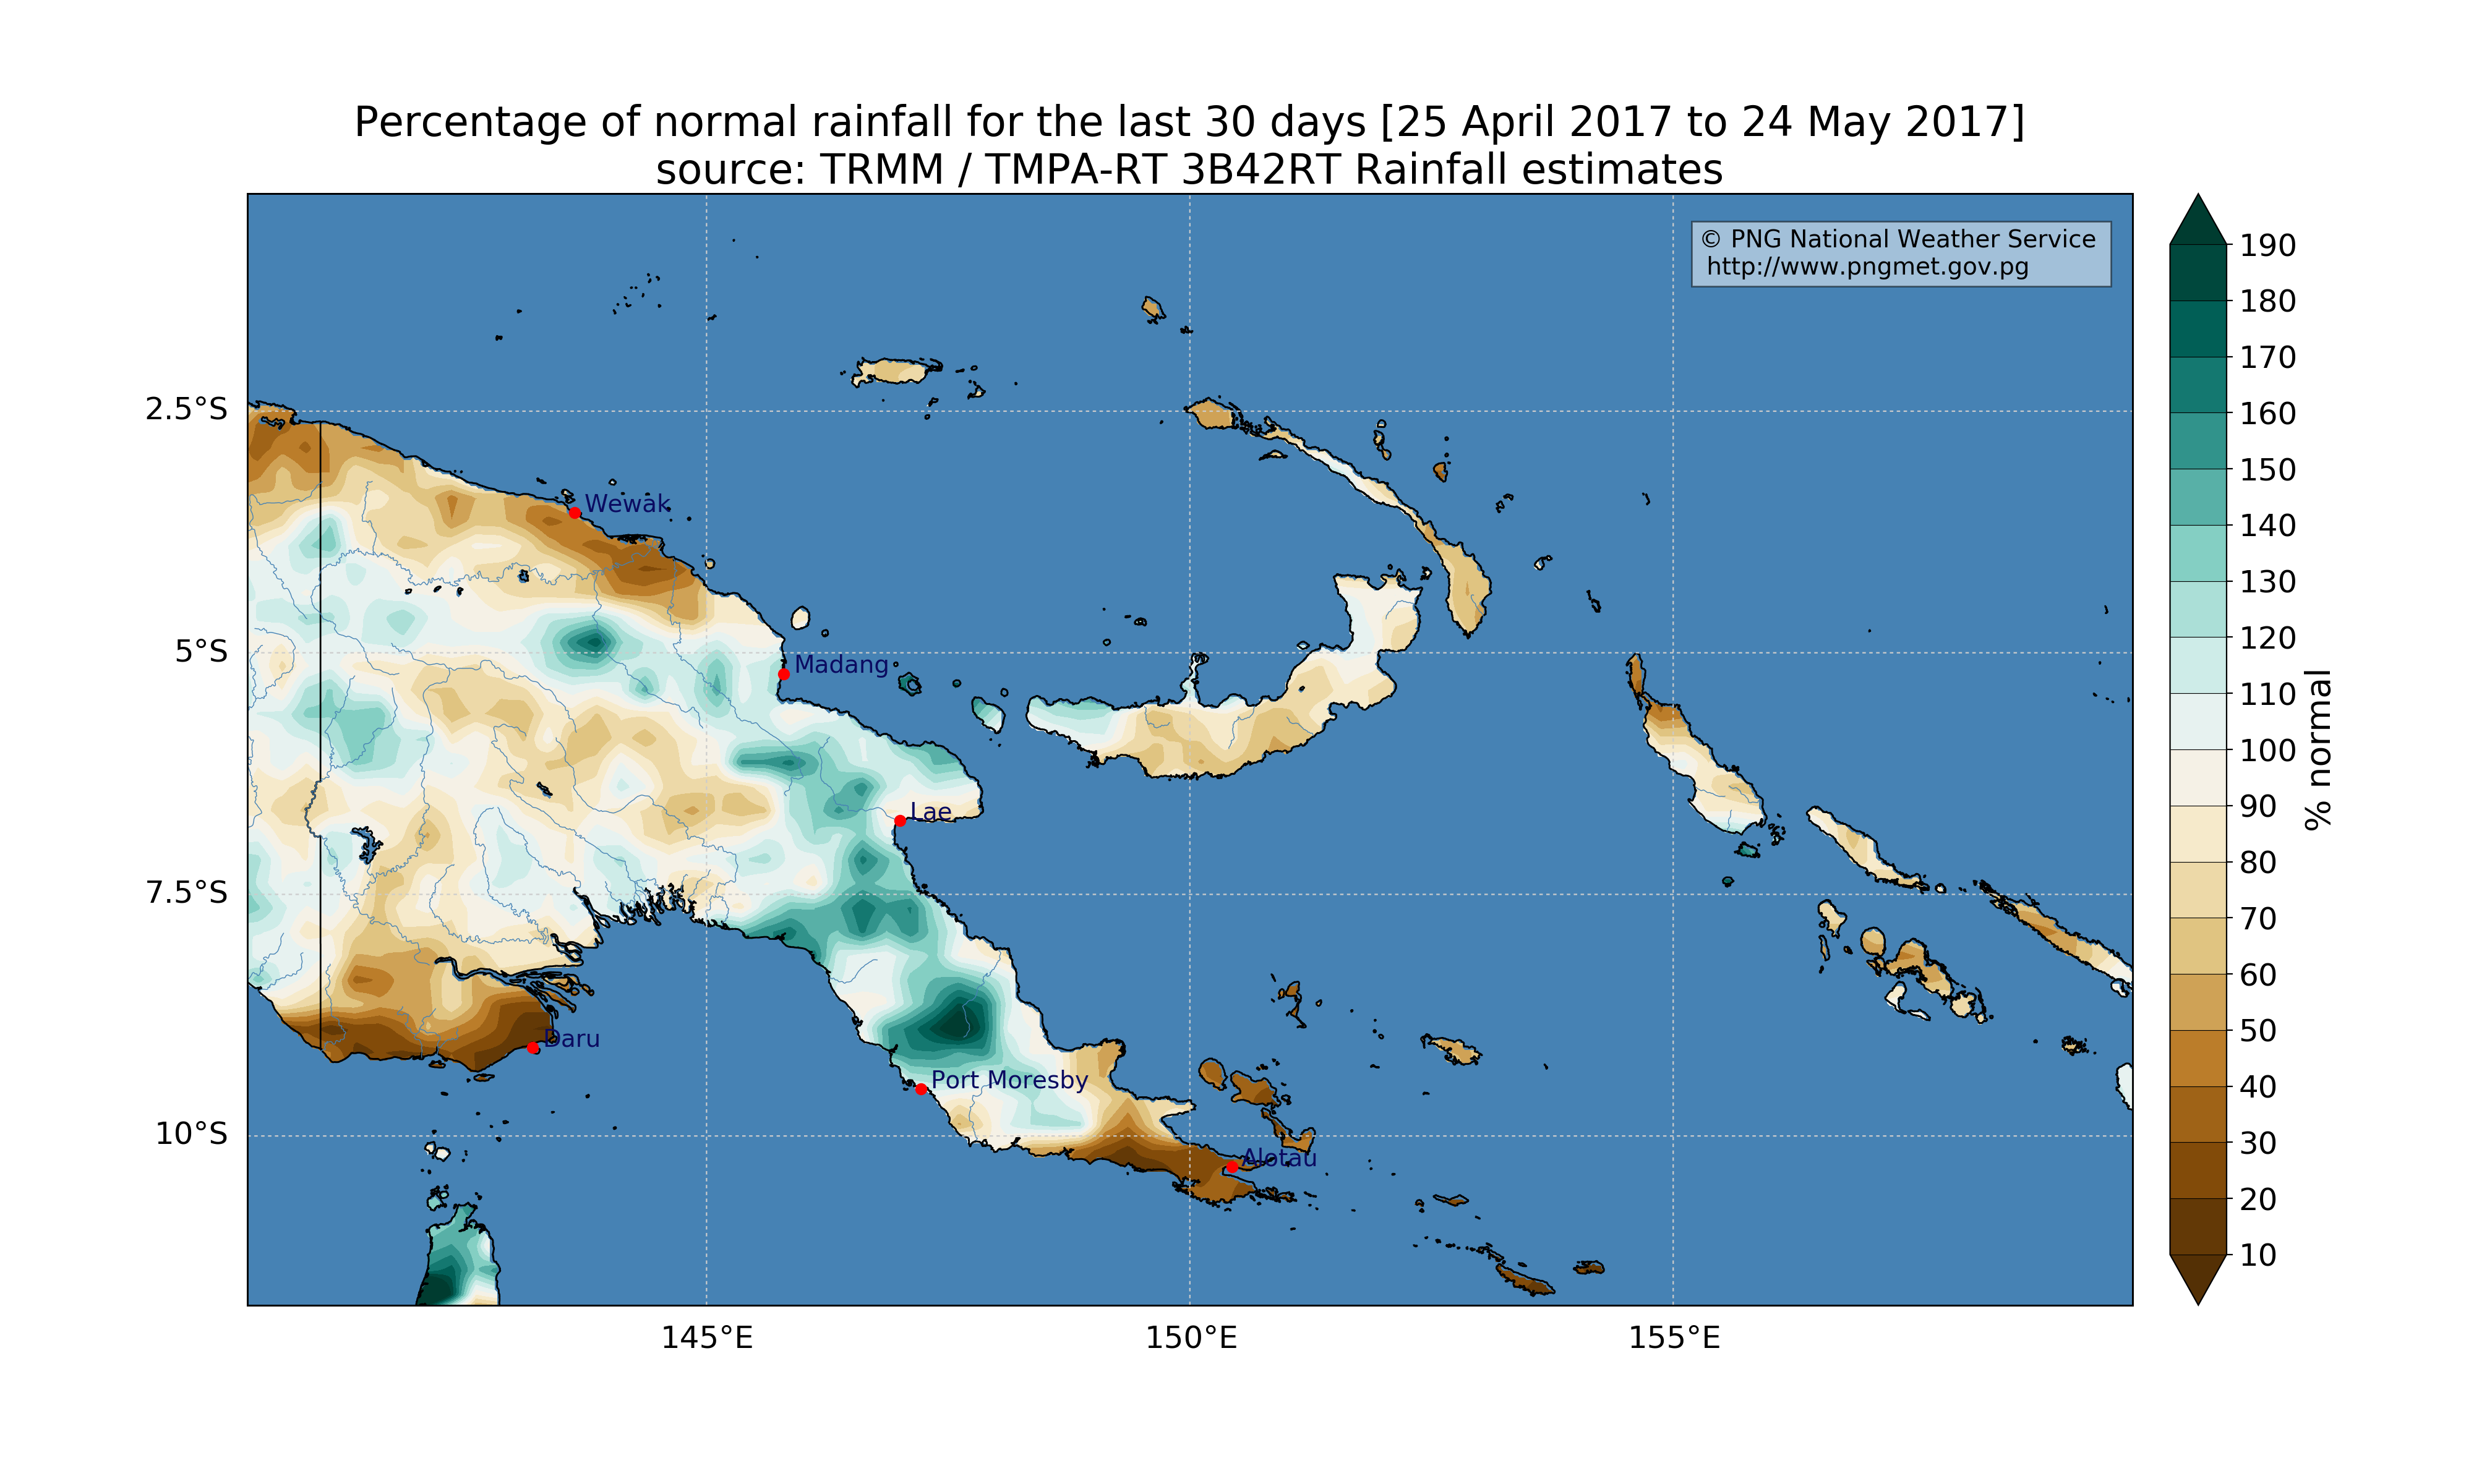 Percentage of normal rainfall for the last 30 days [25 April 2017 to 24 May 2017]
source: TRMM / TMPA-RT 3B42RT Rainfall estimates
© PNG National Weather Service
http://www.pngmet.gov.pg
2.5°S
5°S
7.5°S
10°S
Wewak
Madang
Lae
Daru
Port Moresby
Alotau
145°E
150°E
155°E
190
180
170
160
150
140
130
120
110
100
90
80
70
60
50
40
30
20
10
% normal